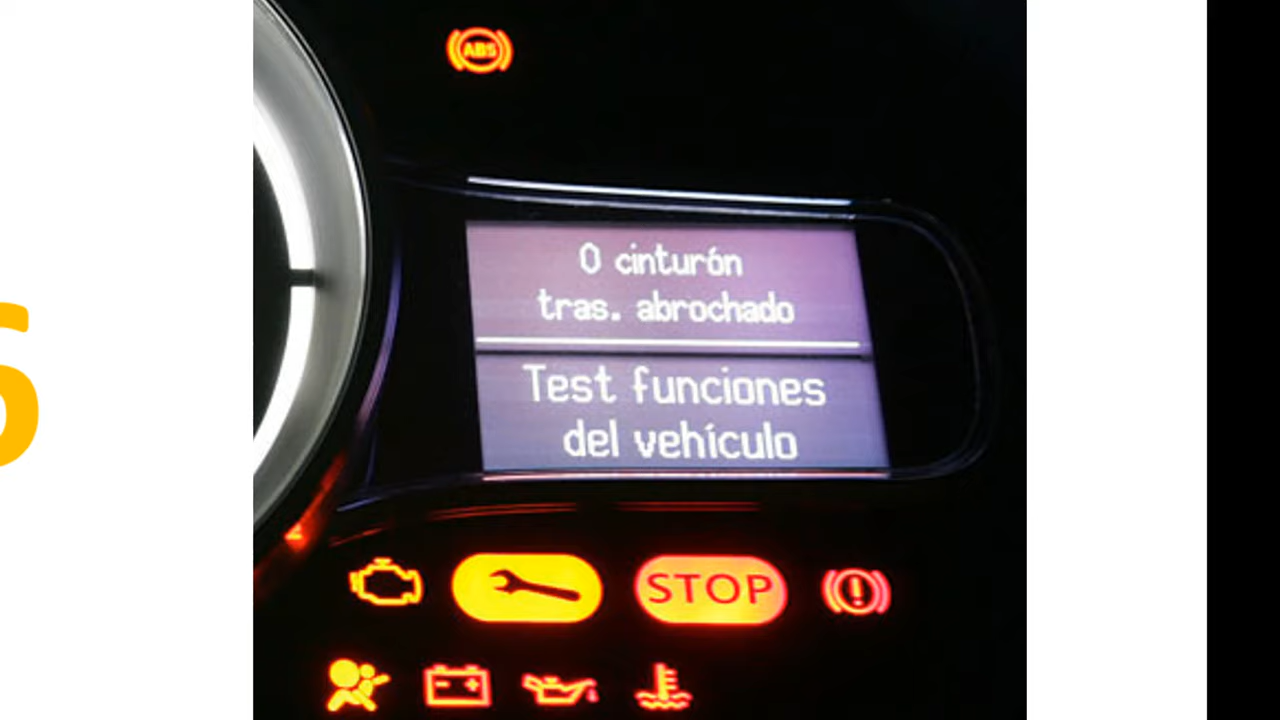 ABS
0 cinturón
tras. abrochado
Test funciones
del vehículo
STOP